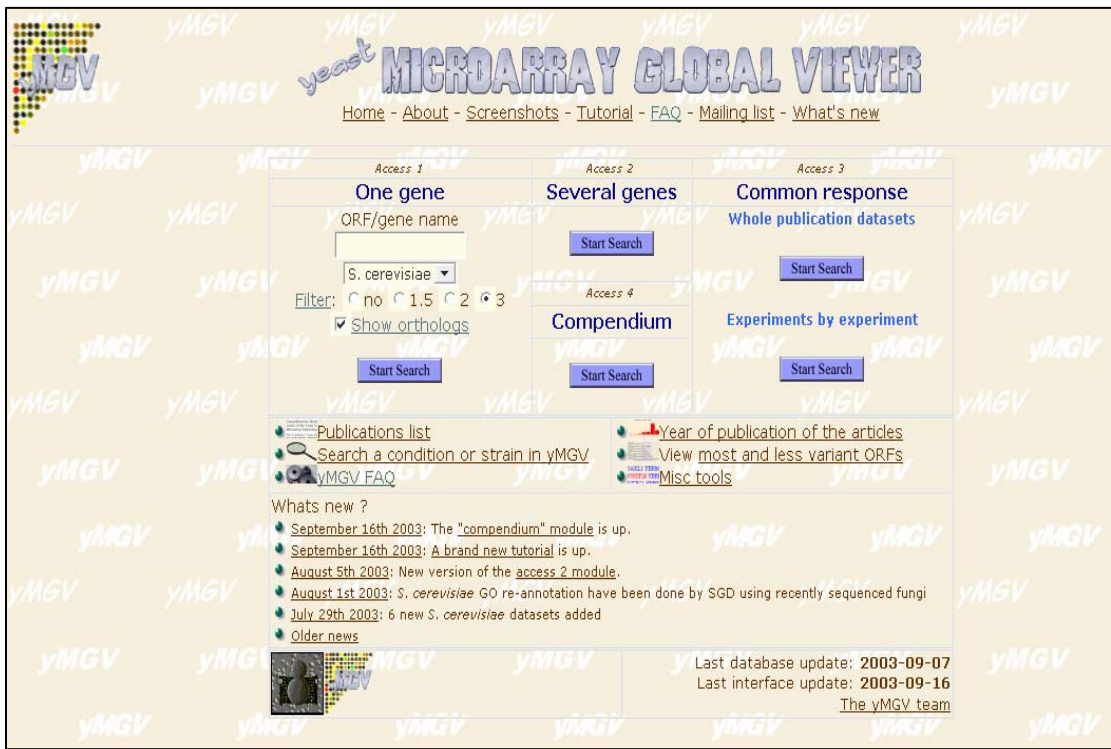 yMGV
yeast MICROARRAY GLOBAL VIEWER
Home - About - Screenshots - Tutorial - FAQ - Mailing list - What's new
Access 1
One gene
ORF/gene name
S. cerevisiae
Filter: no 1.5 2 3
Show orthologs
Start Search
Access 2
Several genes
Start Search
Access 4
Compendium
Start Search
Access 3
Common response
Whole publication datasets
Start Search
Experiments by experiment
Start Search
Publications list
Search a condition or strain in yMGV
yMGV FAQ
Year of publication of the articles
View most and less variant ORFs
Misc tools
Whats new ?
September 16th 2003: The "compendium" module is up.
September 16th 2003: A brand new tutorial is up.
August 5th 2003: New version of the access 2 module.
August 1st 2003: S. cerevisiae GO re-annotation have been done by SGD using recently sequenced fungi
July 29th 2003: 6 new S. cerevisiae datasets added
Older news
yMGV
Last database update: 2003-09-07
Last interface update: 2003-09-16
The yMGV team